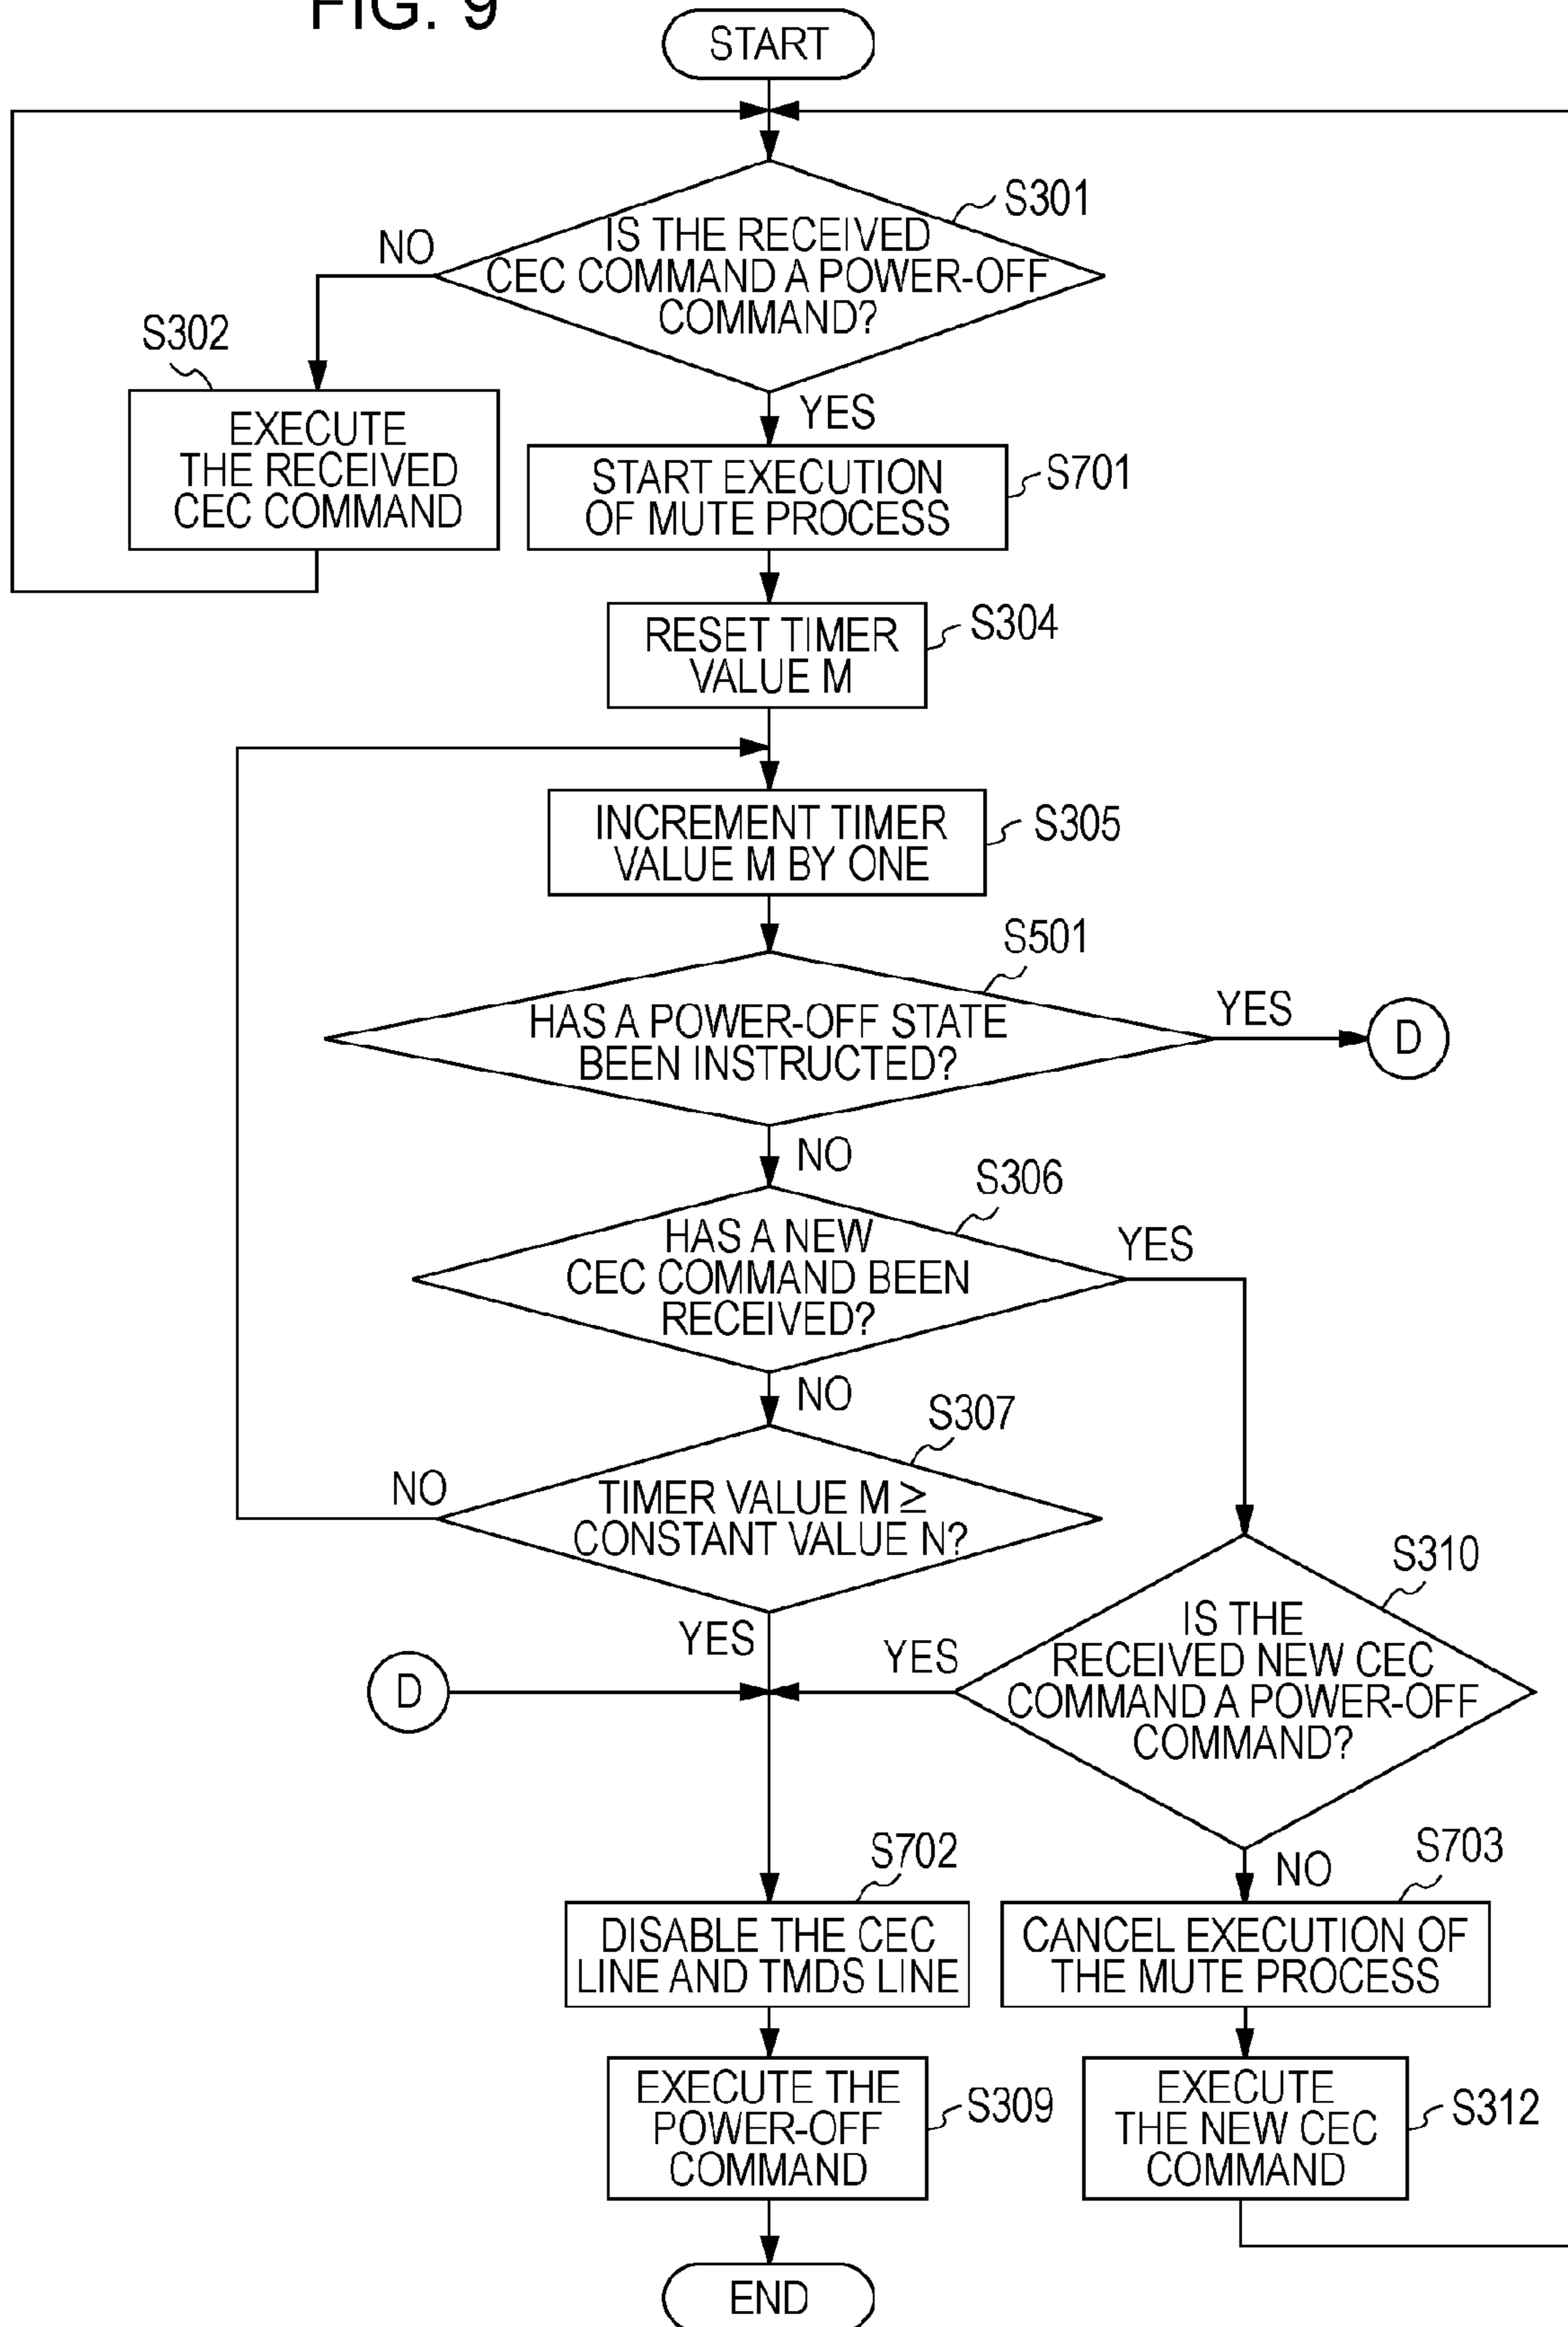 FIG. 9
START
S301
IS THE RECEIVED
CEC COMMAND A POWER-OFF
COMMAND?
NO
S302
EXECUTE
THE RECEIVED
CEC COMMAND
YES
START EXECUTION
OF MUTE PROCESS
S701
RESET TIMER
VALUE M
S304
INCREMENT TIMER
VALUE M BY ONE
S305
S501
HAS A POWER-OFF STATE
BEEN INSTRUCTED?
YES
D
NO
S306
HAS A NEW
CEC COMMAND BEEN
RECEIVED?
YES
NO
S307
TIMER VALUE M ≥
CONSTANT VALUE N?
NO
YES
S310
IS THE
RECEIVED NEW CEC
COMMAND A POWER-OFF
COMMAND?
YES
D
NO
S702
DISABLE THE CEC
LINE AND TMDS LINE
S703
CANCEL EXECUTION OF
THE MUTE PROCESS
EXECUTE THE
POWER-OFF
COMMAND
S309
EXECUTE
THE NEW CEC
COMMAND
S312
END